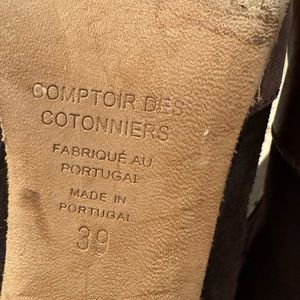 COMPTOIR DES
COTONNIERS
FABRIQUÉ AU
PORTUGAL
MADE IN
PORTUGAL
39